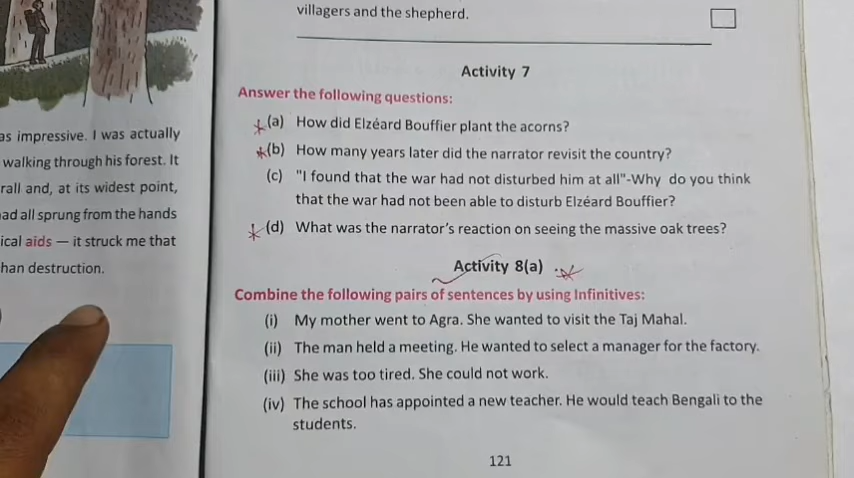 as impressive. I was actually
walking through his forest. It
rall and, at its widest point,
ad all sprung from the hands
ical aids — it struck me that
han destruction.
villagers and the shepherd.
Activity 7
Answer the following questions:
(a) How did Elzéard Bouffier plant the acorns?
(b) How many years later did the narrator revisit the country?
(c) "I found that the war had not disturbed him at all"-Why do you think
that the war had not been able to disturb Elzéard Bouffier?
(d) What was the narrator's reaction on seeing the massive oak trees?
Activity 8(a)
Combine the following pairs of sentences by using Infinitives:
(i) My mother went to Agra. She wanted to visit the Taj Mahal.
(ii) The man held a meeting. He wanted to select a manager for the factory.
(iii) She was too tired. She could not work.
(iv) The school has appointed a new teacher. He would teach Bengali to the
students.
121